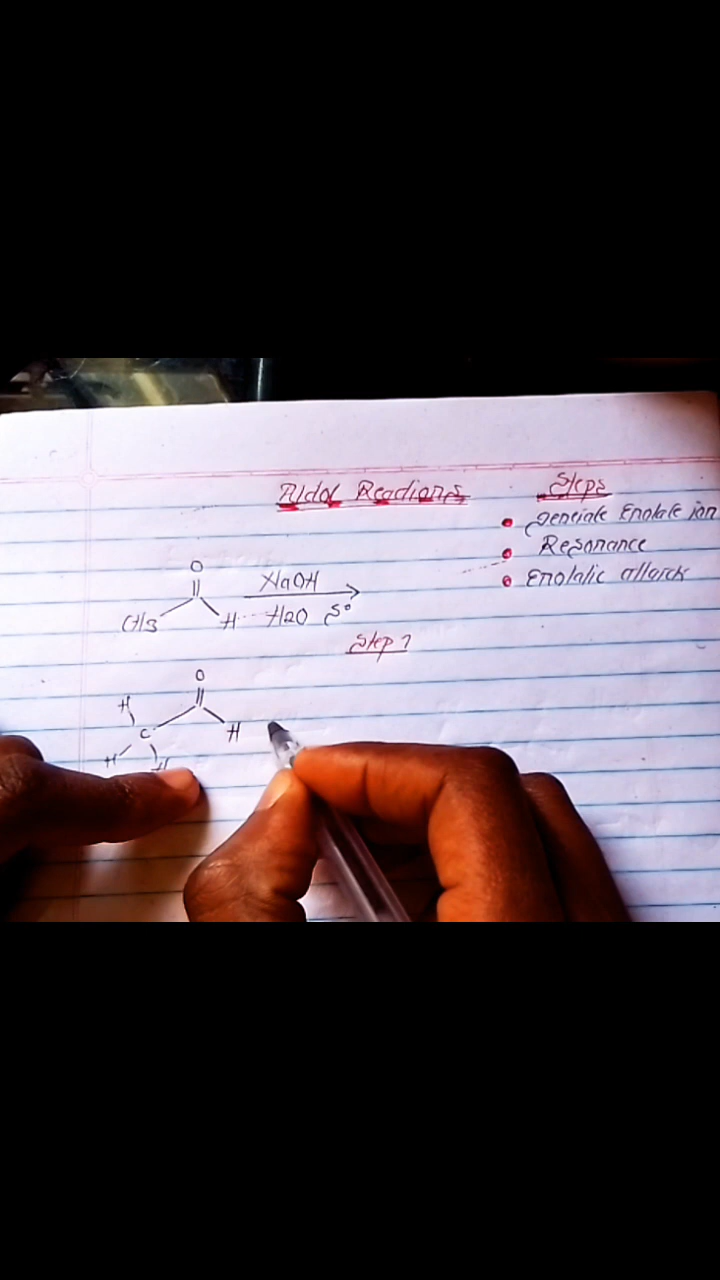 Aldol Reactions
Steps
generate Enolate ion
Resonance
Enolatic attack
O
NaOH
CH3 H H2O 5°
Step 1
O
H
C H
H H